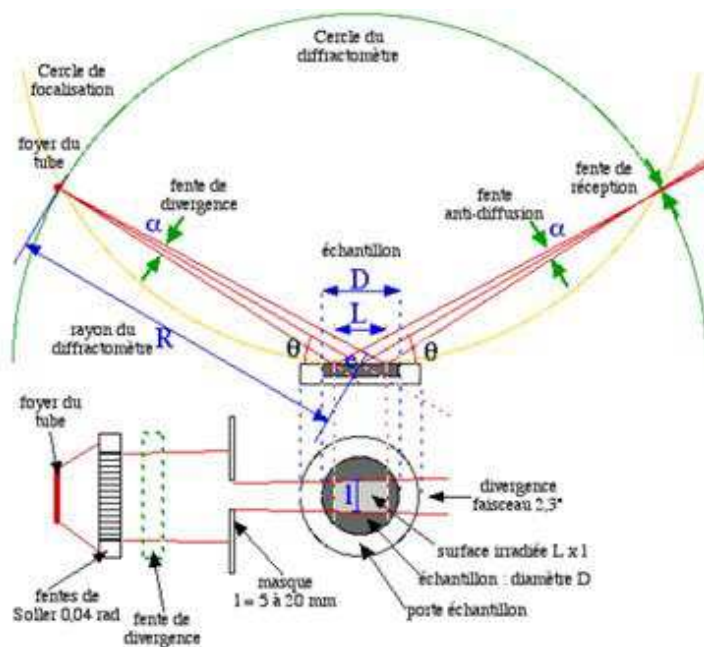 Cercle du
diffractomètre
Cercle de
focalisation
foyer du
tube
fente de
divergence
α
fente
anti-diffusion
α
fente de
réception
échantillon
D
L
θ
e
θ
rayon du
diffractomètre
R
foyer du
tube
l
divergence
faisceau 2,3°
surface irradiée L x l
échantillon : diamètre D
porte échantillon
masque
l = 5 à 20 mm
fentes de
Soller 0,04 rad
fente de
divergence